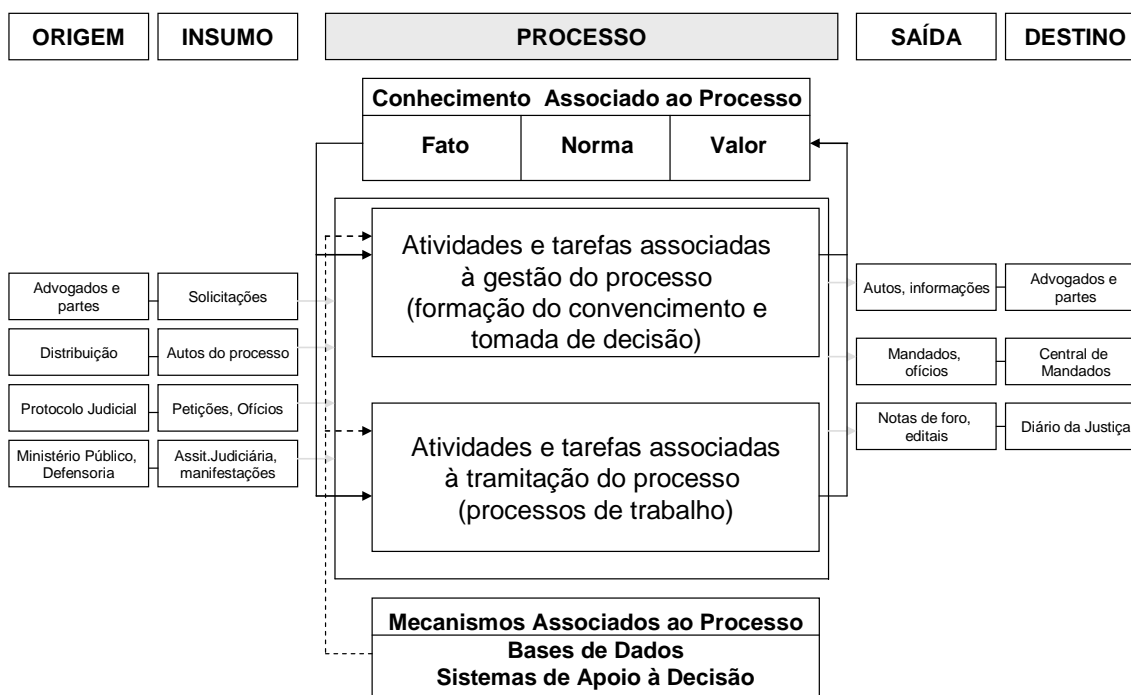 ORIGEM
INSUMO
PROCESSO
SAÍDA
DESTINO
Conhecimento Associado ao Processo
Fato
Norma
Valor
Atividades e tarefas associadas
à gestão do processo
(formação do convencimento e
tomada de decisão)
Advogados e
partes
Solicitações
Distribuição
Autos do processo
Protocolo Judicial
Petições, Ofícios
Ministério Público,
Defensoria
Assit.Judiciária,
manifestações
Atividades e tarefas associadas
à tramitação do processo
(processos de trabalho)
Autos, informações
Advogados e
partes
Mandados,
ofícios
Central de
Mandados
Notas de foro,
editais
Diário da Justiça
Mecanismos Associados ao Processo
Bases de Dados
Sistemas de Apoio à Decisão